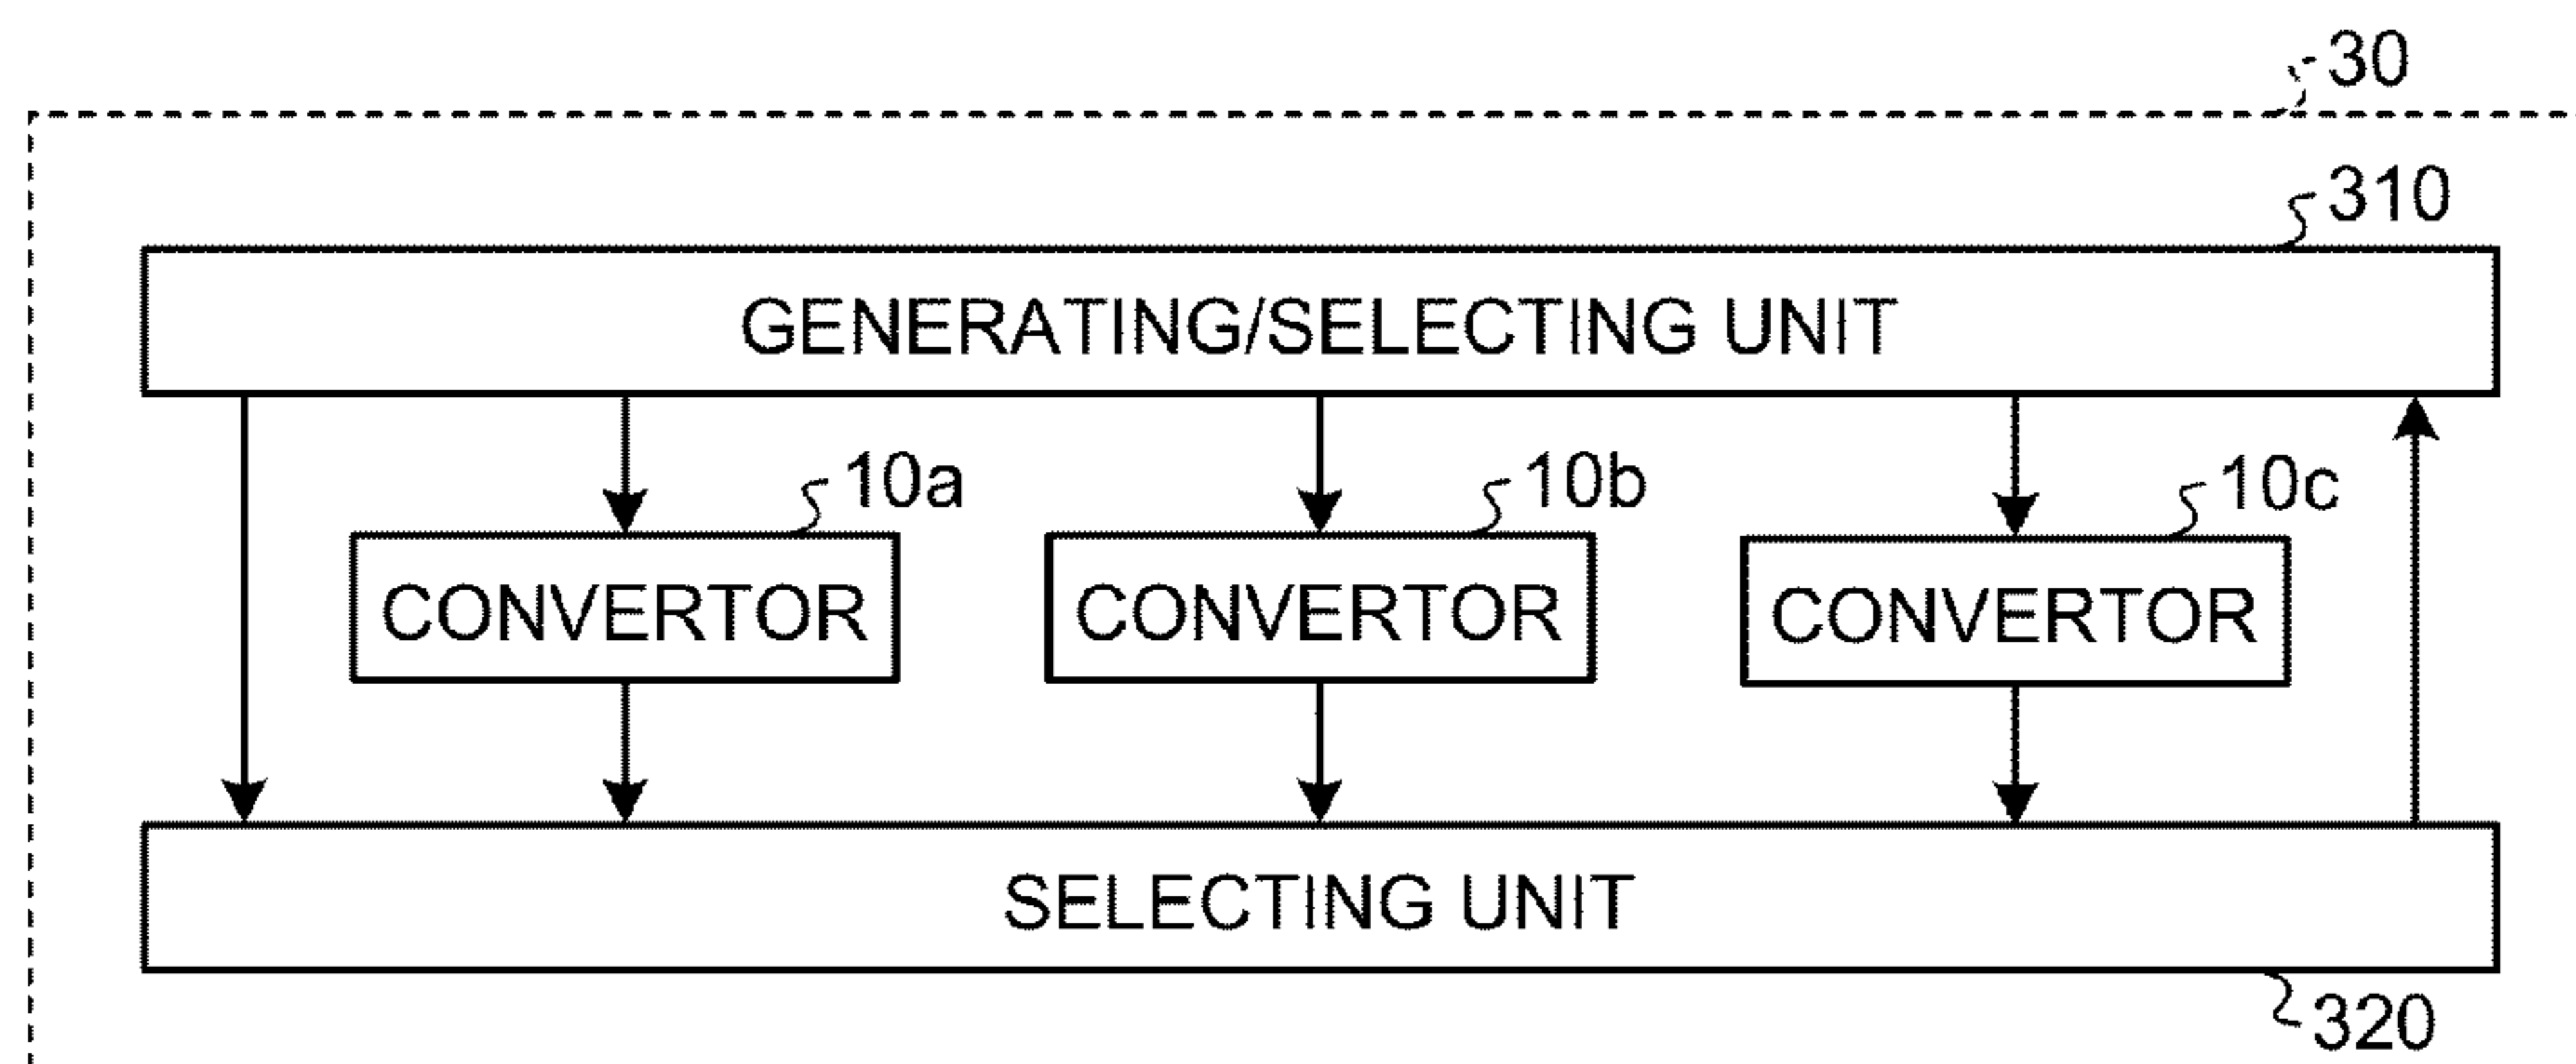 30
310
GENERATING/SELECTING UNIT
10a
10b
10c
CONVERTOR
CONVERTOR
CONVERTOR
SELECTING UNIT
320